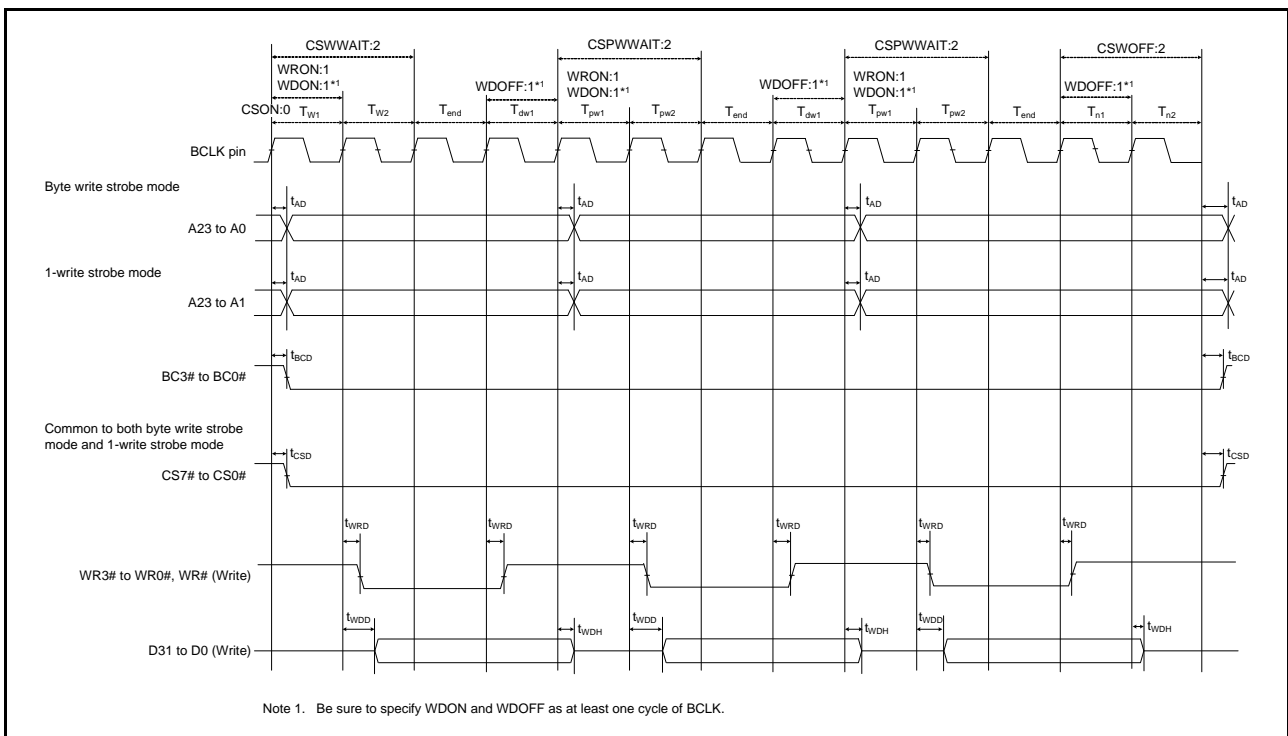 CSWWAIT:2 CSPWWAIT:2 CSPWWAIT:2 CSWOFF:2
WRON:1 WRON:1 WRON:1
WDON:1*1 WDOFF:1*1 WDON:1*1 WDOFF:1*1 WDON:1*1 WDOFF:1*1
CSON:0 TW1 TW2 Tend Tdw1 Tpw1 Tpw2 Tend Tdw1 Tpw1 Tpw2 Tend Tn1 Tn2
BCLK pin
Byte write strobe mode
tAD tAD tAD tAD
A23 to A0
1-write strobe mode
tAD tAD tAD tAD
A23 to A1
tBCD tBCD
BC3# to BC0#
Common to both byte write strobe
mode and 1-write strobe mode
tCSD tCSD
CS7# to CS0#
tWRD tWRD tWRD tWRD tWRD tWRD
WR3# to WR0#, WR# (Write)
tWDD tWDH tWDD tWDH tWDD tWDH
D31 to D0 (Write)
Note 1. Be sure to specify WDON and WDOFF as at least one cycle of BCLK.